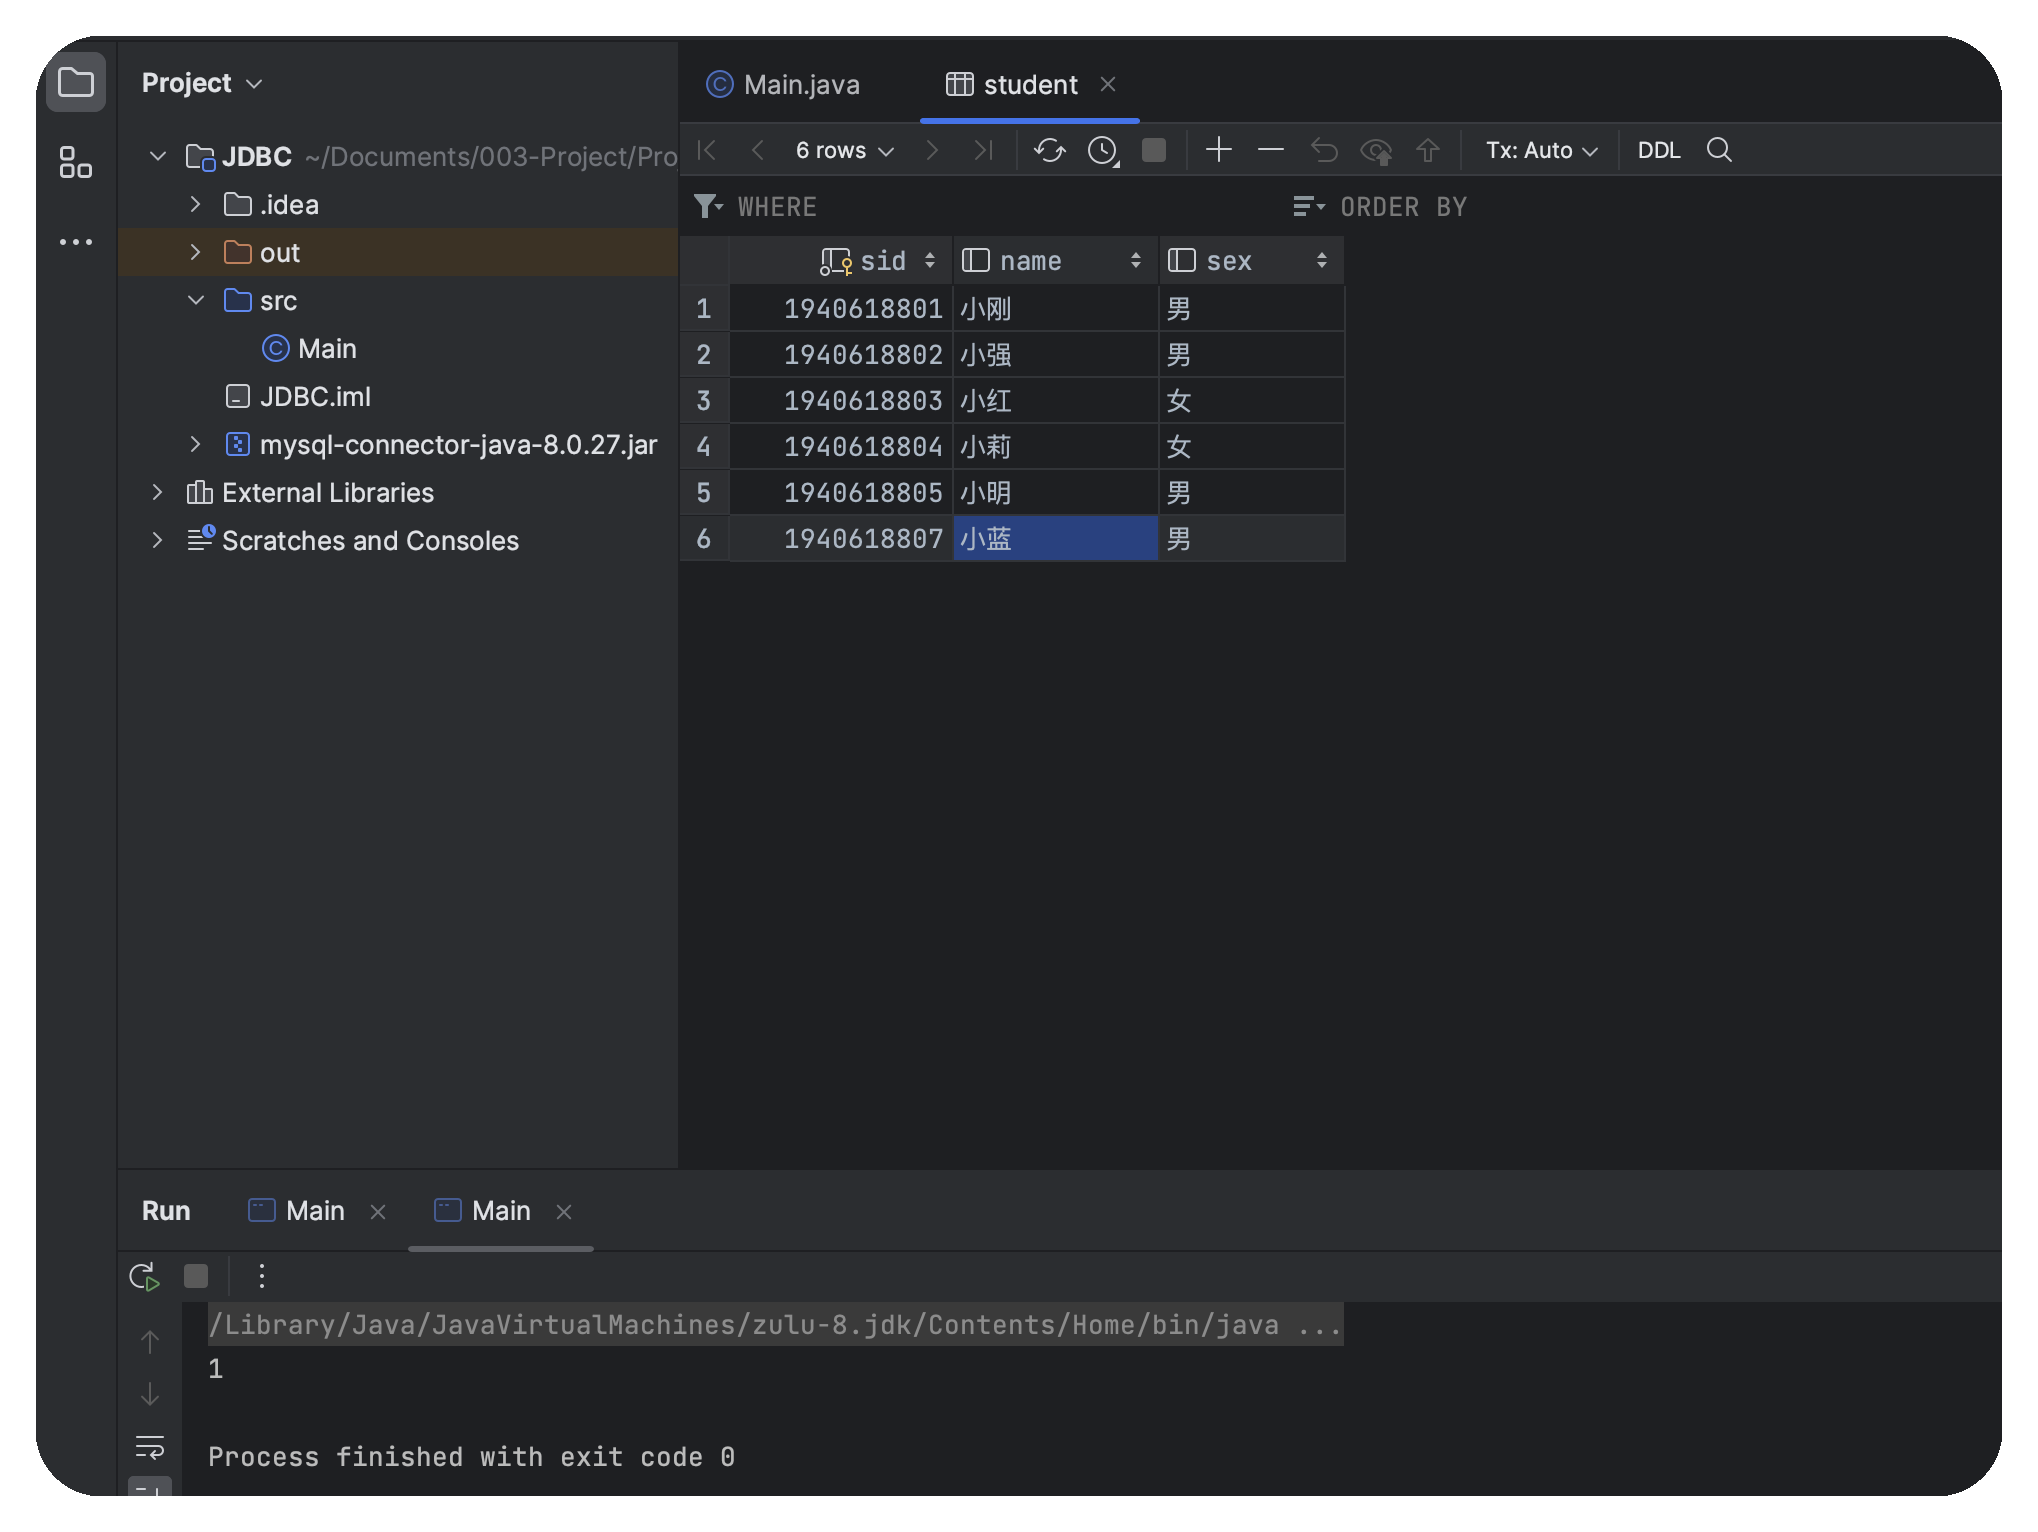 Project
JDBC ~/Documents/003-Project/Pro
.idea
out
src
Main
JDBC.iml
mysql-connector-java-8.0.27.jar
External Libraries
Scratches and Consoles
Main.java student
6 rows Tx: Auto DDL
WHERE ORDER BY
sid name sex
1 1940618801 小刚 男
2 1940618802 小强 男
3 1940618803 小红 女
4 1940618804 小莉 女
5 1940618805 小明 男
6 1940618807 小蓝 男
Run Main Main
/Library/Java/JavaVirtualMachines/zulu-8.jdk/Contents/Home/bin/java ...
1
Process finished with exit code 0